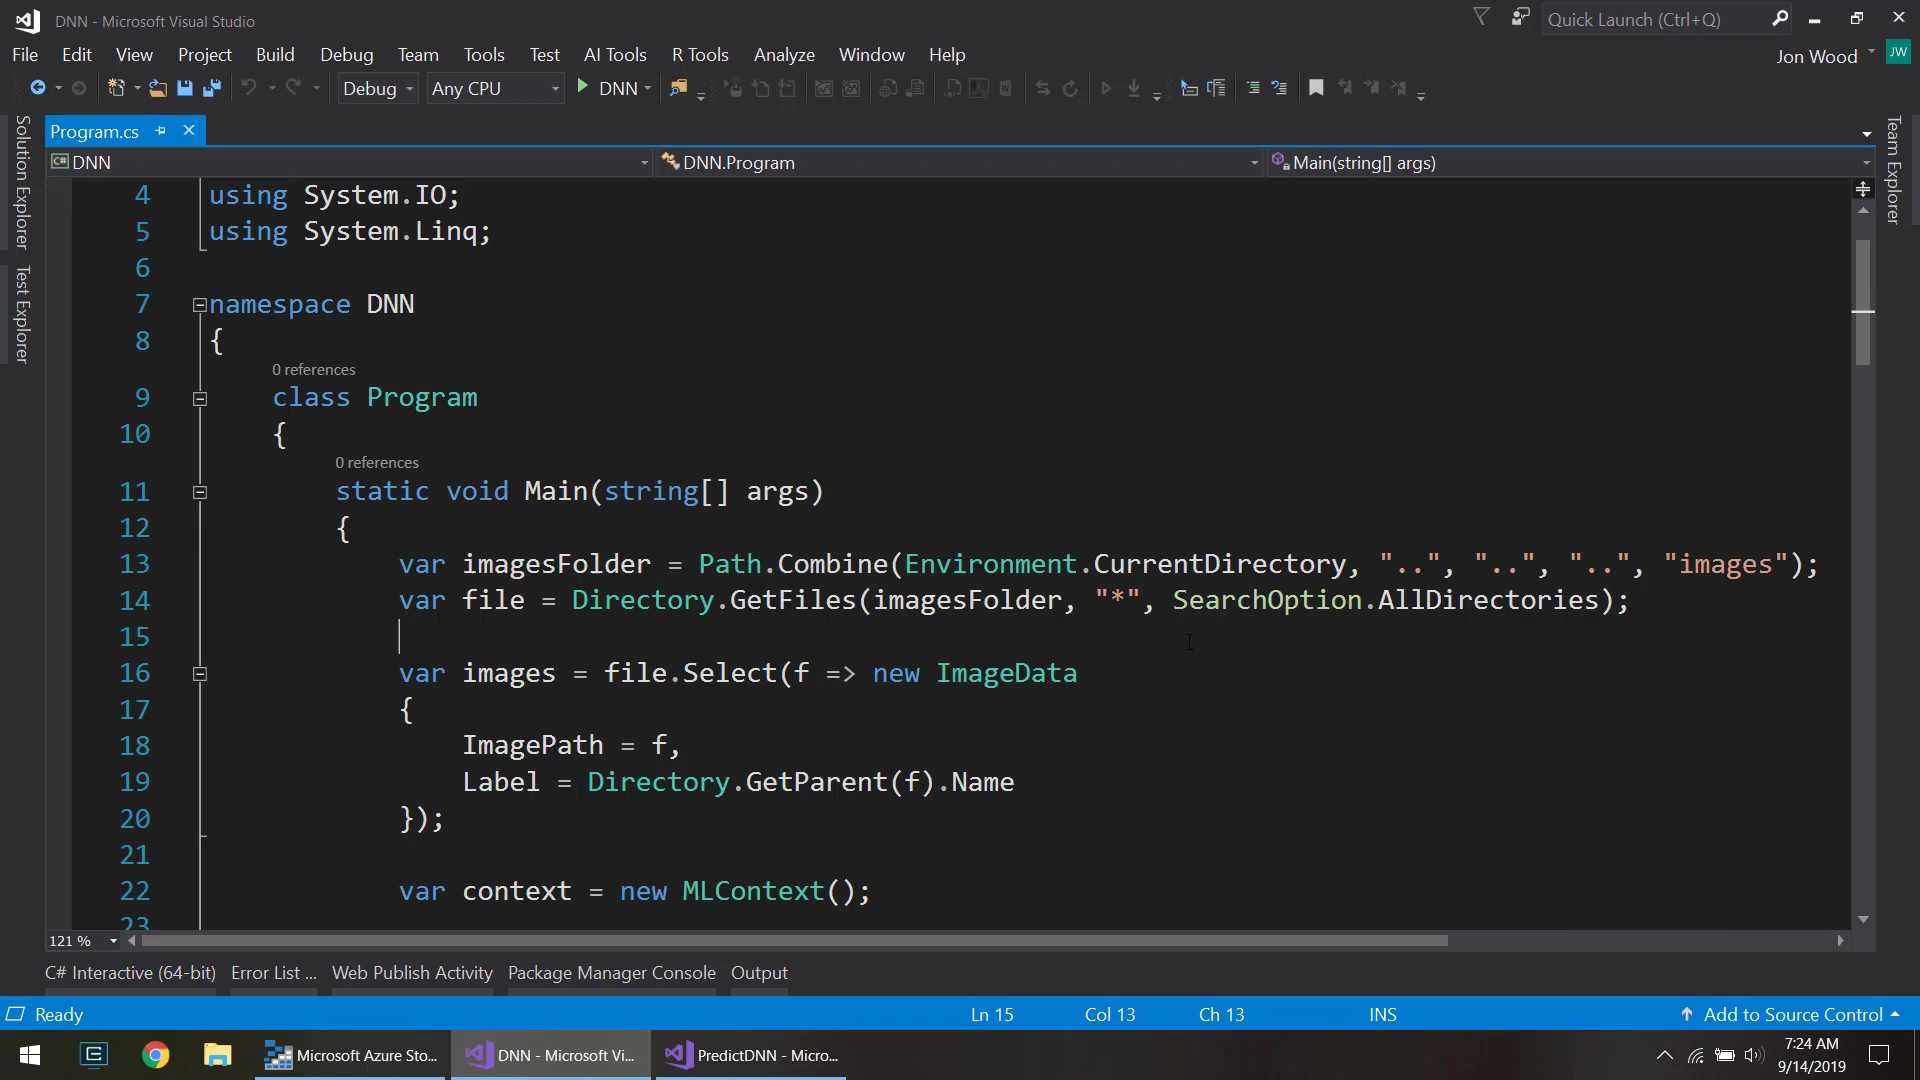 DNN - Microsoft Visual Studio
Quick Launch (Ctrl+Q)
File Edit View Project Build Debug Team Tools Test AI Tools R Tools Analyze Window Help
Jon Wood JW
Debug Any CPU DNN
Solution Explorer
Test Explorer
Team Explorer
Program.cs
C# DNN DNN.Program Main(string[] args)
4 using System.IO;
5 using System.Linq;
6
7 namespace DNN
8 {
0 references
9 class Program
10 {
0 references
11 static void Main(string[] args)
12 {
13 var imagesFolder = Path.Combine(Environment.CurrentDirectory, "..", "..", "..", "images");
14 var file = Directory.GetFiles(imagesFolder, "*", SearchOption.AllDirectories);
15
16 var images = file.Select(f => new ImageData
17 {
18 ImagePath = f,
19 Label = Directory.GetParent(f).Name
20 });
21
22 var context = new MLContext();
23
121 %
C# Interactive (64-bit) Error List ... Web Publish Activity Package Manager Console Output
Ready Ln 15 Col 13 Ch 13 INS Add to Source Control
Microsoft Azure Sto... DNN - Microsoft Vi... PredictDNN - Micro...
7:24 AM
9/14/2019